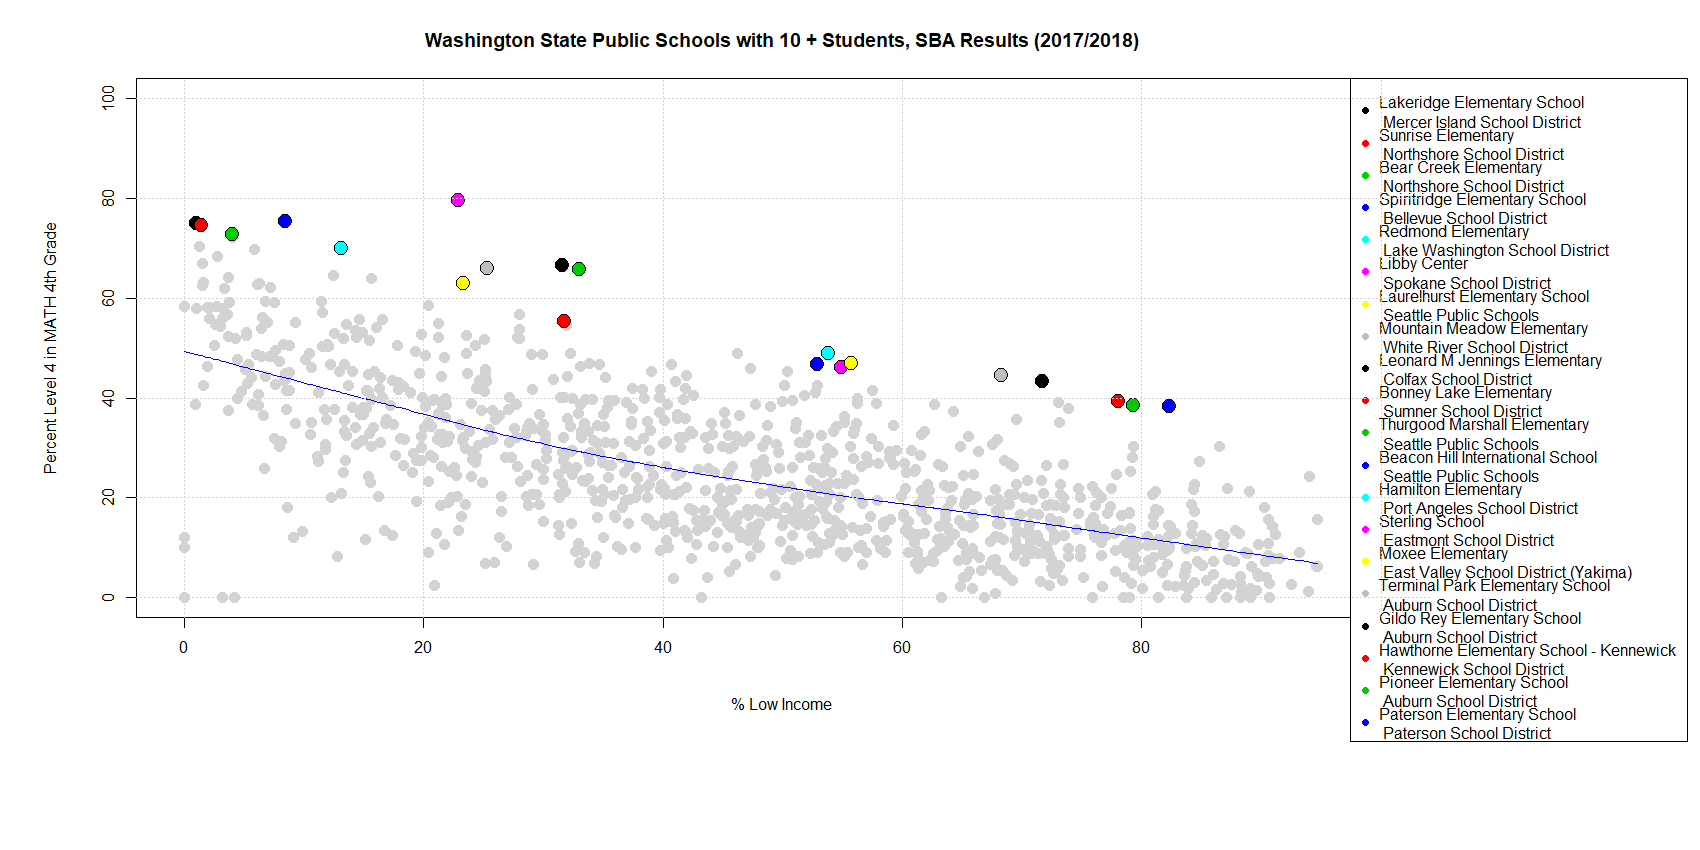 Washington State Public Schools with 10 + Students, SBA Results (2017/2018)
Percent Level 4 in MATH 4th Grade
100
80
60
40
20
0
0
20
40
60
80
% Low Income
Lakeridge Elementary School
Mercer Island School District
Sunrise Elementary
Northshore School District
Bear Creek Elementary
Northshore School District
Spiritridge Elementary School
Bellevue School District
Redmond Elementary
Lake Washington School District
Libby Center
Spokane School District
Laurelhurst Elementary School
Seattle Public Schools
Mountain Meadow Elementary
White River School District
Leonard M Jennings Elementary
Colfax School District
Bonney Lake Elementary
Sumner School District
Thurgood Marshall Elementary
Seattle Public Schools
Beacon Hill International School
Seattle Public Schools
Hamilton Elementary
Port Angeles School District
Sterling School
Eastmont School District
Moxee Elementary
East Valley School District (Yakima)
Terminal Park Elementary School
Auburn School District
Gildo Rey Elementary School
Auburn School District
Hawthorne Elementary School - Kennewick
Kennewick School District
Pioneer Elementary School
Auburn School District
Paterson Elementary School
Paterson School District